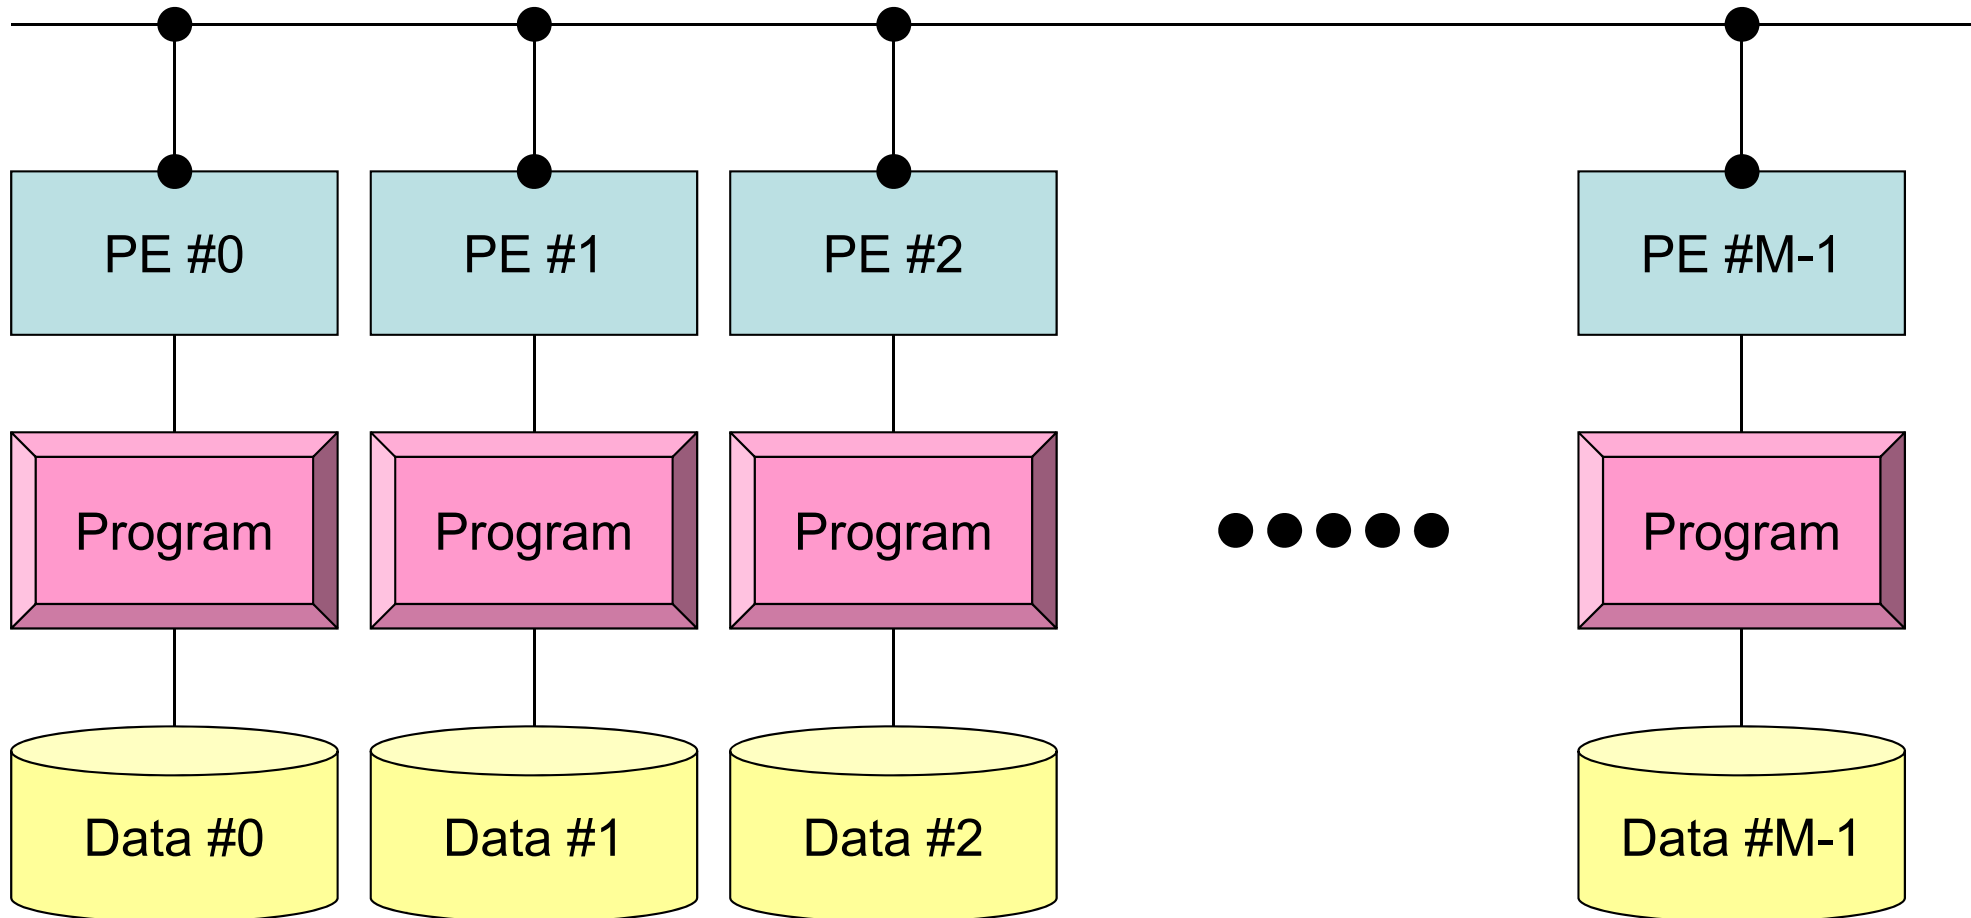 PE #0
PE #1
PE #2
PE #M-1
Program
Program
Program
Program
Data #0
Data #1
Data #2
Data #M-1